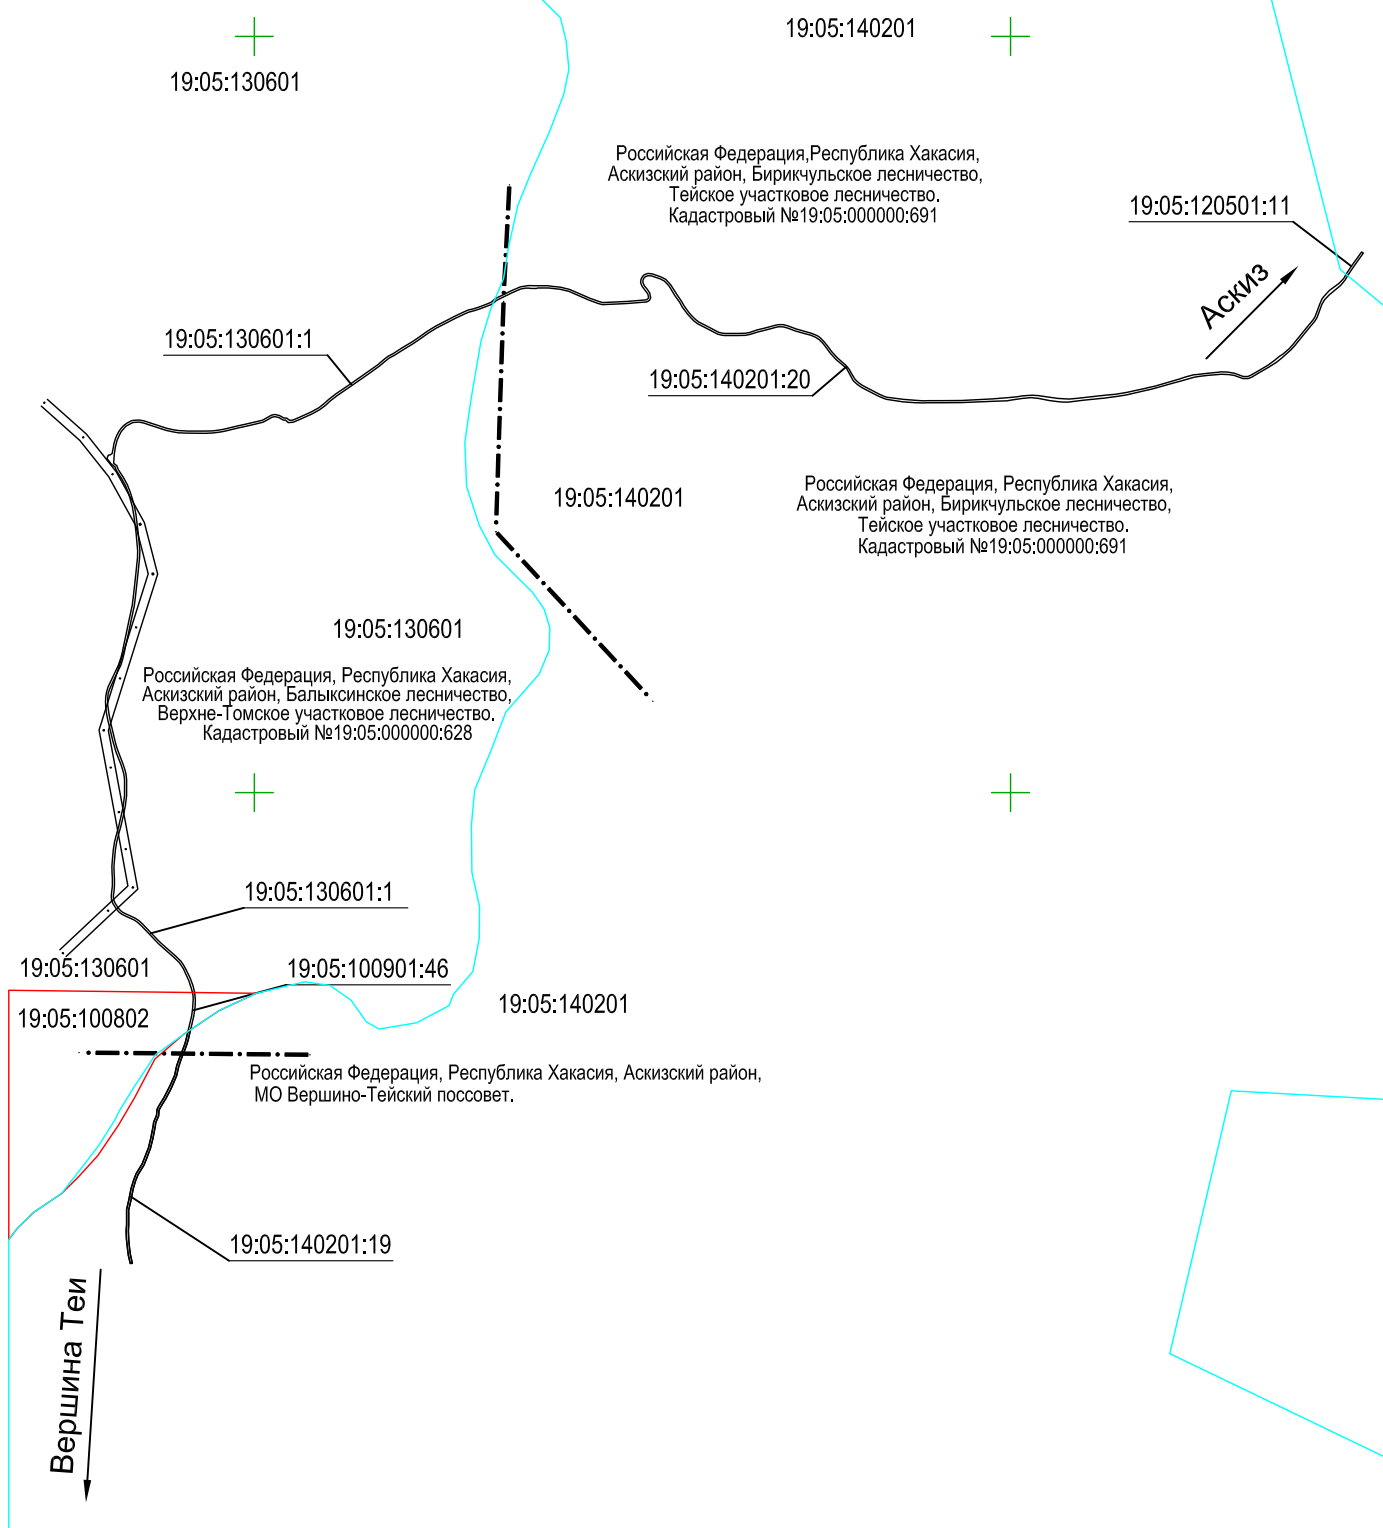 19:05:140201
19:05:130601
Российская Федерация,Республика Хакасия,
Аскизский район, Бирикчульское лесничество,
Тейское участковое лесничество.
Кадастровый №19:05:000000:691
19:05:120501:11
Аскиз
19:05:130601:1
19:05:140201:20
19:05:140201
Российская Федерация, Республика Хакасия,
Аскизский район, Бирикчульское лесничество,
Тейское участковое лесничество.
Кадастровый №19:05:000000:691
19:05:130601
Российская Федерация, Республика Хакасия,
Аскизский район, Балыксинское лесничество,
Верхне-Томское участковое лесничество.
Кадастровый №19:05:000000:628
19:05:130601:1
19:05:130601
19:05:100901:46
19:05:140201
19:05:100802
Российская Федерация, Республика Хакасия, Аскизский район,
МО Вершино-Тейский поссовет.
19:05:140201:19
Вершина Теи